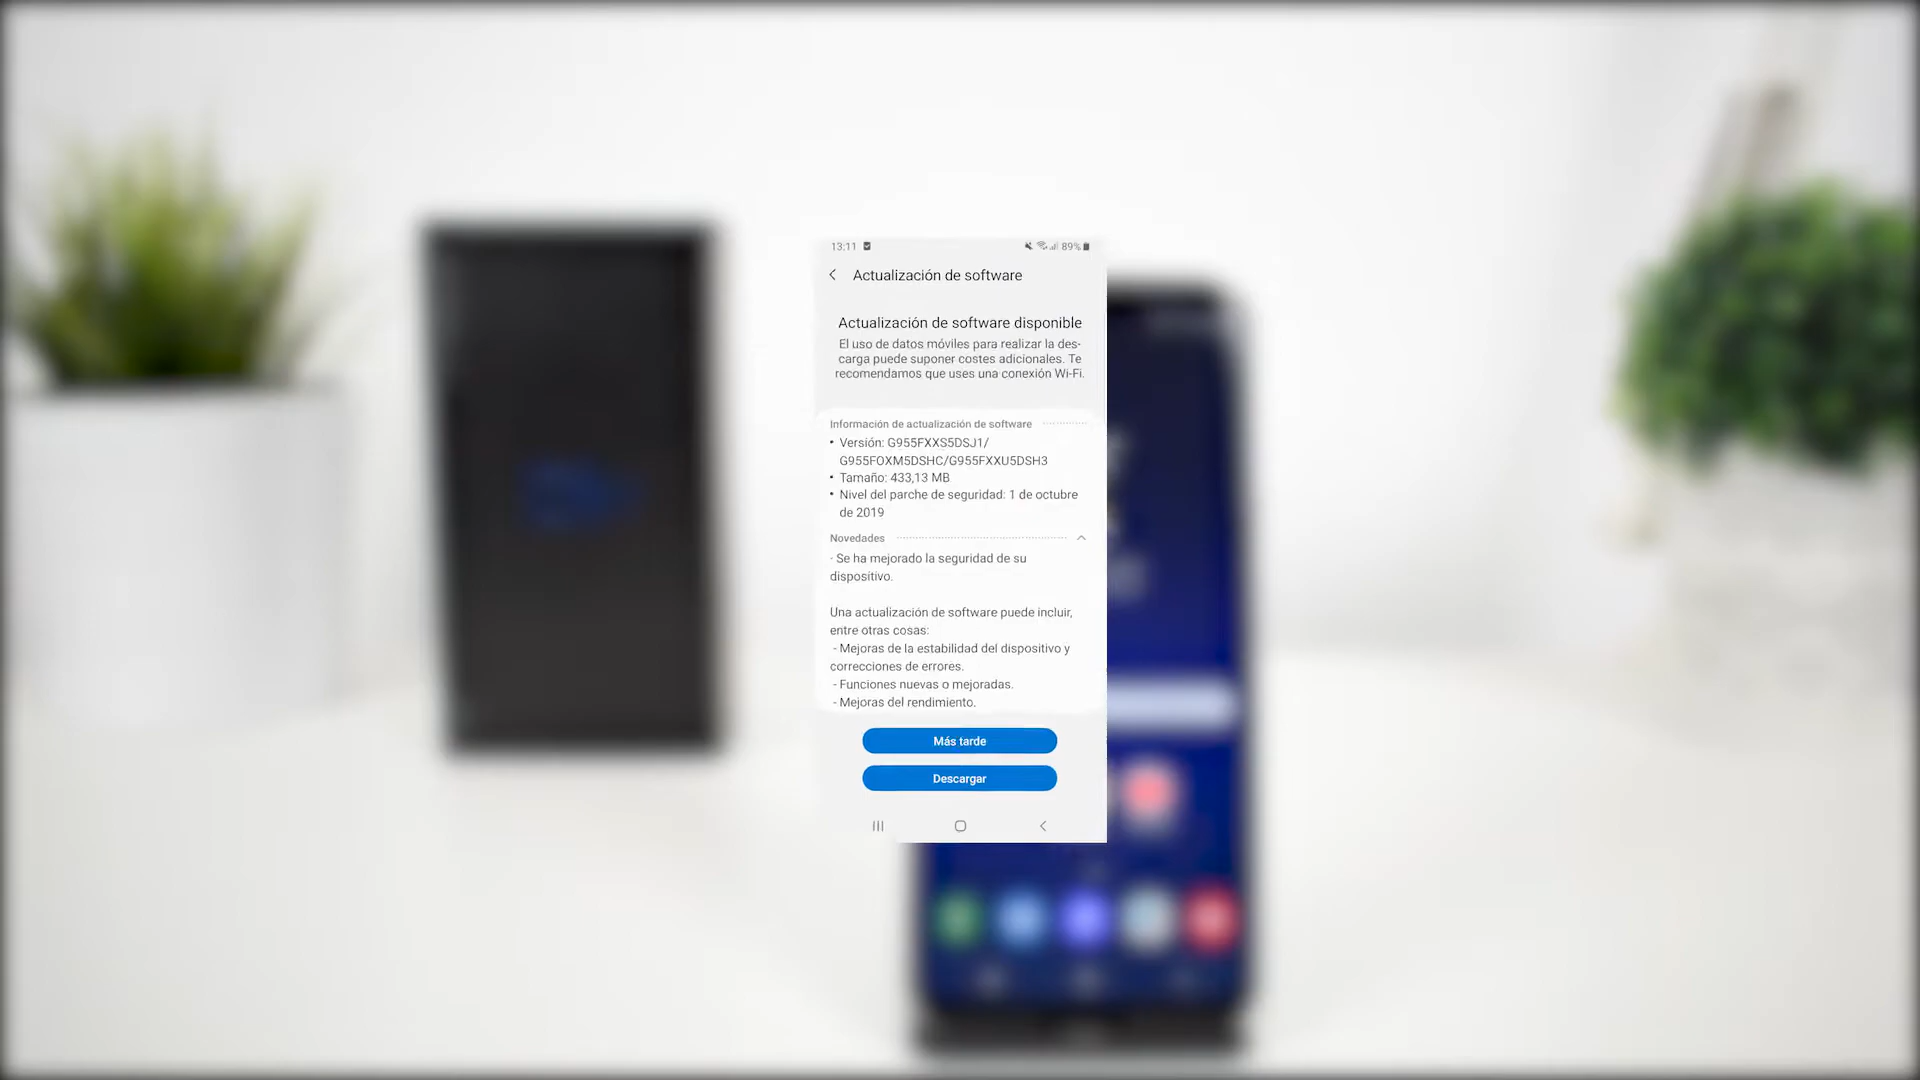 13:11
89%
Actualización de software
Actualización de software disponible
El uso de datos móviles para realizar la des-
carga puede suponer costes adicionales. Te
recomendamos que uses una conexión Wi-Fi.
Información de actualización de software
• Versión: G955FXXS5DSJ1/
G955FOXM5DSHC/G955FXXU5DSH3
• Tamaño: 433,13 MB
• Nivel del parche de seguridad: 1 de octubre
de 2019
Novedades
· Se ha mejorado la seguridad de su
dispositivo.
Una actualización de software puede incluir,
entre otras cosas:
- Mejoras de la estabilidad del dispositivo y
correcciones de errores.
- Funciones nuevas o mejoradas.
- Mejoras del rendimiento.
Más tarde
Descargar